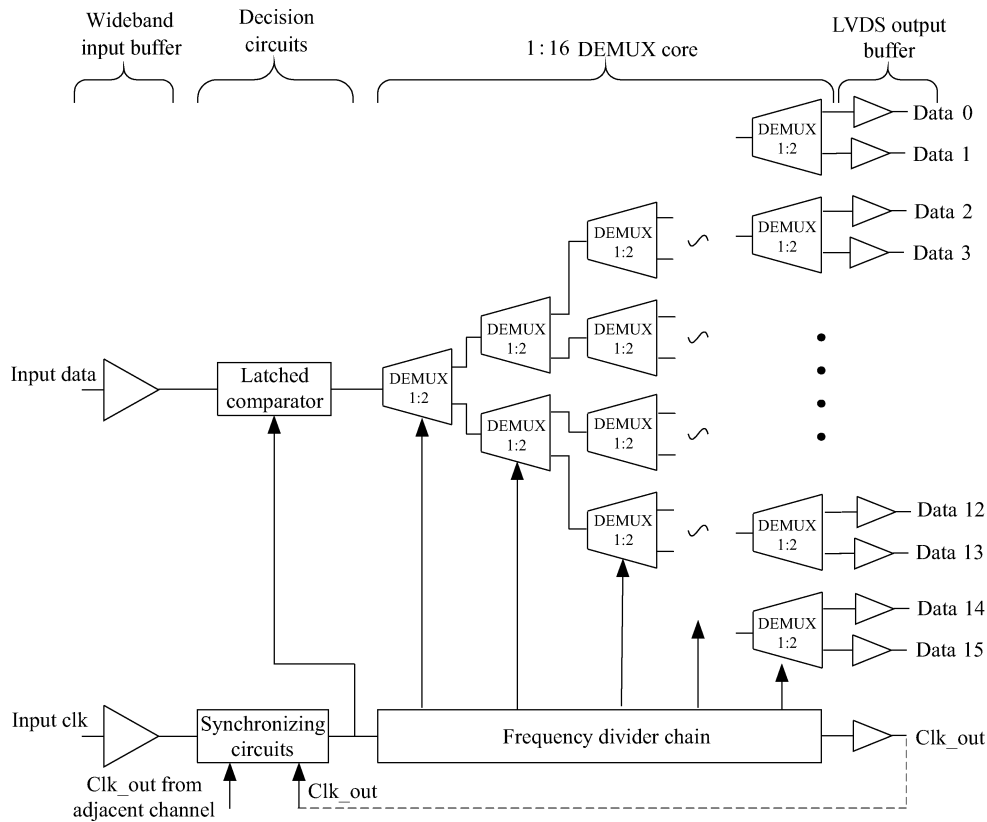 Wideband
input buffer
Decision
circuits
1:16 DEMUX core
LVDS output
buffer
DEMUX
1:2
Data 0
Data 1
DEMUX
1:2
DEMUX
1:2
Data 2
Data 3
DEMUX
1:2
DEMUX
1:2
Input data
Latched
comparator
DEMUX
1:2
DEMUX
1:2
DEMUX
1:2
DEMUX
1:2
DEMUX
1:2
Data 12
Data 13
DEMUX
1:2
Data 14
Data 15
Input clk
Synchronizing
circuits
Frequency divider chain
Clk_out
Clk_out from
adjacent channel
Clk_out